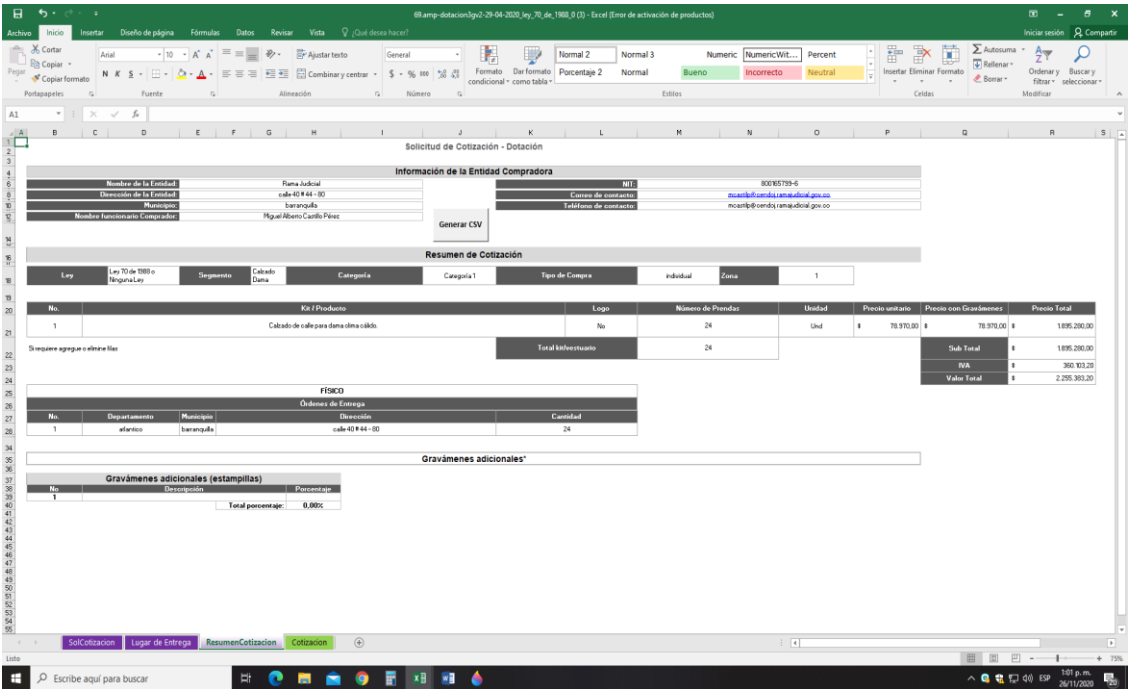 69.amp-dotacion3gv2-29-04-2020_ley_70_de_1988_0 (3) - Excel (Error de activación de productos)
Archivo Inicio Insertar Diseño de página Fórmulas Datos Revisar Vista ¿Qué desea hacer? Iniciar sesión Compartir
Pegar Cortar Copiar Copiar formato
Arial 10
N K S
Ajustar texto
Combinar y centrar
General
$ % 000
Formato condicional Dar formato como tabla
Normal 2 Normal 3 Numeric NumericWit... Percent
Porcentaje 2 Normal Bueno Incorrecto Neutral
Insertar Eliminar Formato
Autosuma Rellenar Borrar
Ordenar y filtrar Buscar y seleccionar
Portapapeles Fuente Alineación Número Estilos Celdas Modificar
A1 fx
A B C D E F G H I J K L M N O P Q R S
Solicitud de Cotización - Dotación
Información de la Entidad Compradora
Nombre de la Entidad: Rama Judicial NIT: 800165799-6
Dirección de la Entidad: calle 40 # 44 - 80 Correo de contacto: mcastilp@cendoj.ramajudicial.gov.co
Municipio: barranquilla Teléfono de contacto: mcastilp@cendoj.ramajudicial.gov.co
Nombre funcionario Comprador: Miguel Alberto Castillo Pérez
Generar CSV
Resumen de Cotización
Ley Ley 70 de 1988 o Ninguna Ley Segmento Calzado Dama Categoría Categoría 1 Tipo de Compra individual Zona 1
No. Kit / Producto Logo Número de Prendas Unidad Precio unitario Precio con Gravámenes Precio Total
1 Calzado de calle para dama clima cálido. No 24 Und $ 78.970,00 $ 78.970,00 $ 1.895.280,00
Si requiere agregue o elimine filas Total kit/vestuario 24 Sub Total $ 1.895.280,00
IVA $ 360.103,20
Valor Total $ 2.255.383,20
FÍSICO
Órdenes de Entrega
No. Departamento Municipio Dirección Cantidad
1 atlantico barranquilla calle 40 # 44 - 80 24
Gravámenes adicionales*
Gravámenes adicionales (estampillas)
No Descripción Porcentaje
1
Total porcentaje: 0,00%
SolCotizacion Lugar de Entrega ResumenCotizacion Cotizacion
Listo 75%
Escribe aquí para buscar
ESP 1:01 p. m.
26/11/2020